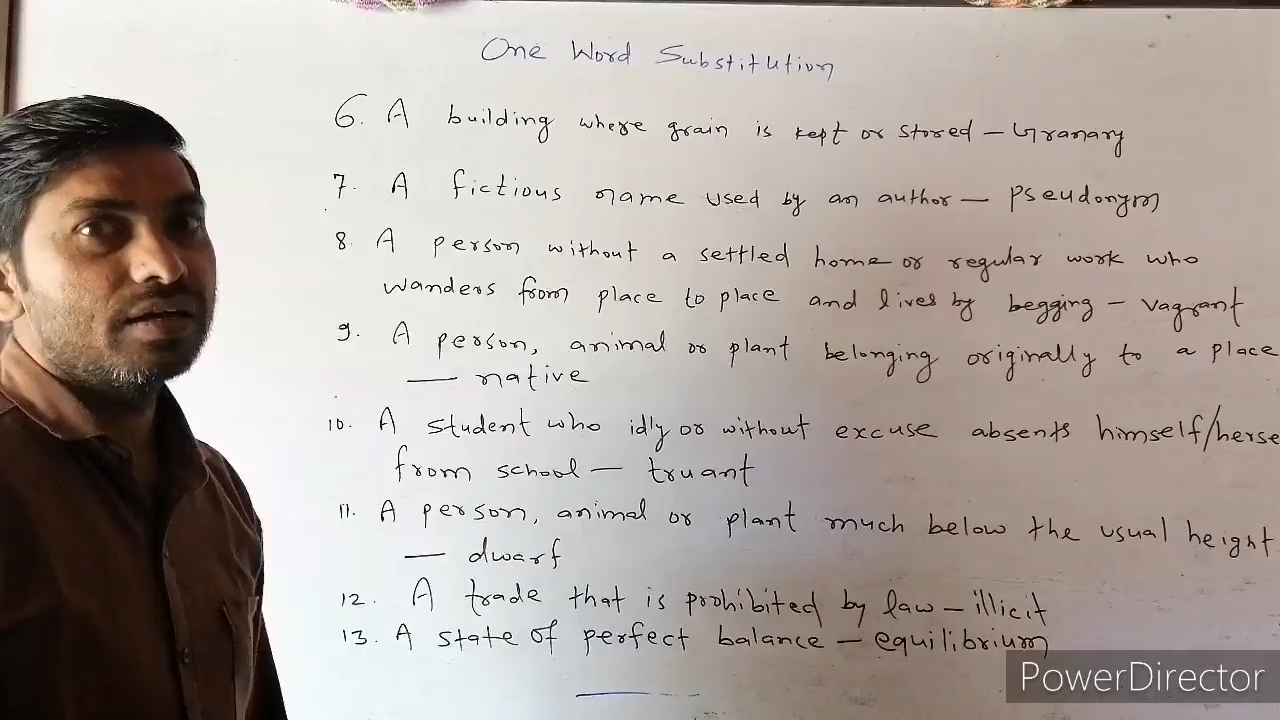 One Word Substitution
6. A building where grain is kept or stored – Granary
7. A fictious name used by an author – Pseudonym
8. A person without a settled home or regular work who
wanders from place to place and lives by begging – vagrant
9. A person, animal or plant belonging originally to a place
— native
10. A student who idly or without excuse absents himself/herse
from school – truant
11. A person, animal or plant much below the usual height
— dwarf
12. A trade that is prohibited by law – illicit
13. A state of perfect balance – equilibrium
PowerDirector